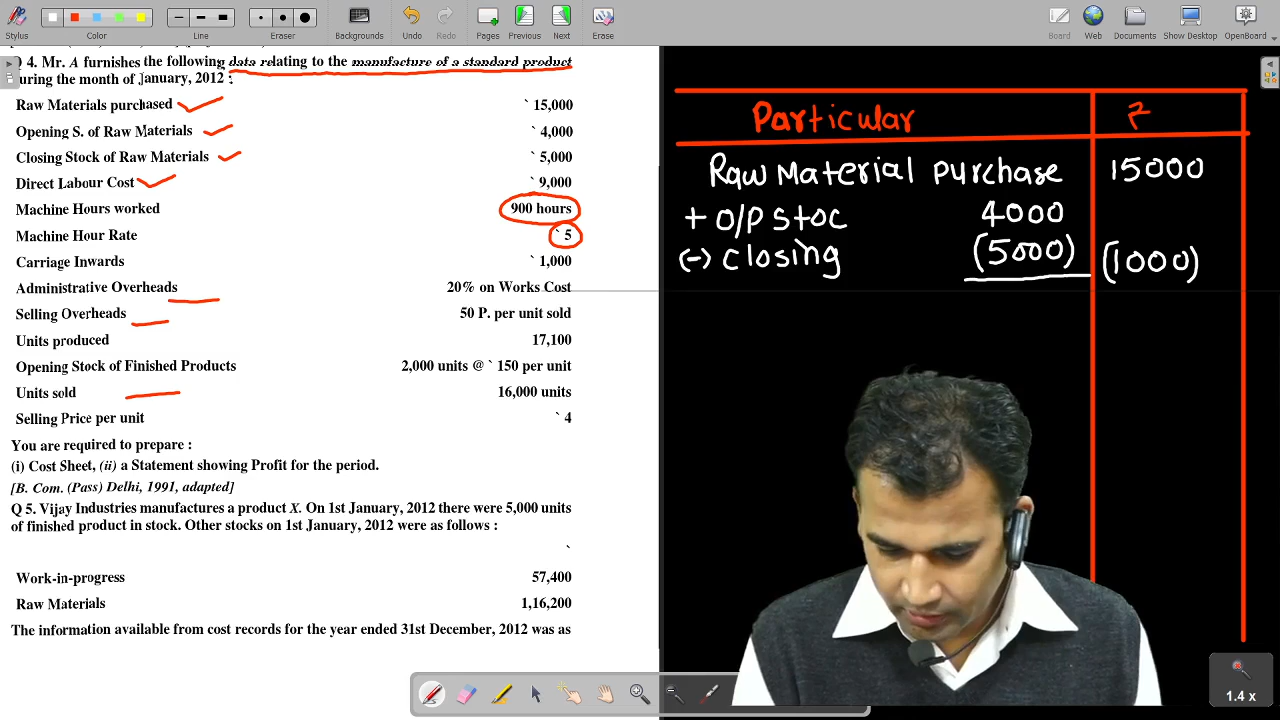 Stylus
Color
Line
Eraser
Backgrounds
Undo
Redo
Pages
Previous
Next
Erase
Board
Web
Documents
Show Desktop
OpenBoard
Q 4. Mr. A furnishes the following data relating to the manufacture of a standard product
during the month of January, 2012 :
Raw Materials purchased ` 15,000
Opening S. of Raw Materials ` 4,000
Closing Stock of Raw Materials ` 5,000
Direct Labour Cost ` 9,000
Machine Hours worked 900 hours
Machine Hour Rate ` 5
Carriage Inwards ` 1,000
Administrative Overheads 20% on Works Cost
Selling Overheads 50 P. per unit sold
Units produced 17,100
Opening Stock of Finished Products 2,000 units @ ` 150 per unit
Units sold 16,000 units
Selling Price per unit ` 4
You are required to prepare :
(i) Cost Sheet, (ii) a Statement showing Profit for the period.
[B. Com. (Pass) Delhi, 1991, adapted]
Q 5. Vijay Industries manufactures a product X. On 1st January, 2012 there were 5,000 units
of finished product in stock. Other stocks on 1st January, 2012 were as follows :
`
Work-in-progress 57,400
Raw Materials 1,16,200
The information available from cost records for the year ended 31st December, 2012 was as
Particular ₹
Raw Material purchase 15000
+ O/P stoc 4000
(-) closing (5000) (1000)
1.4 x